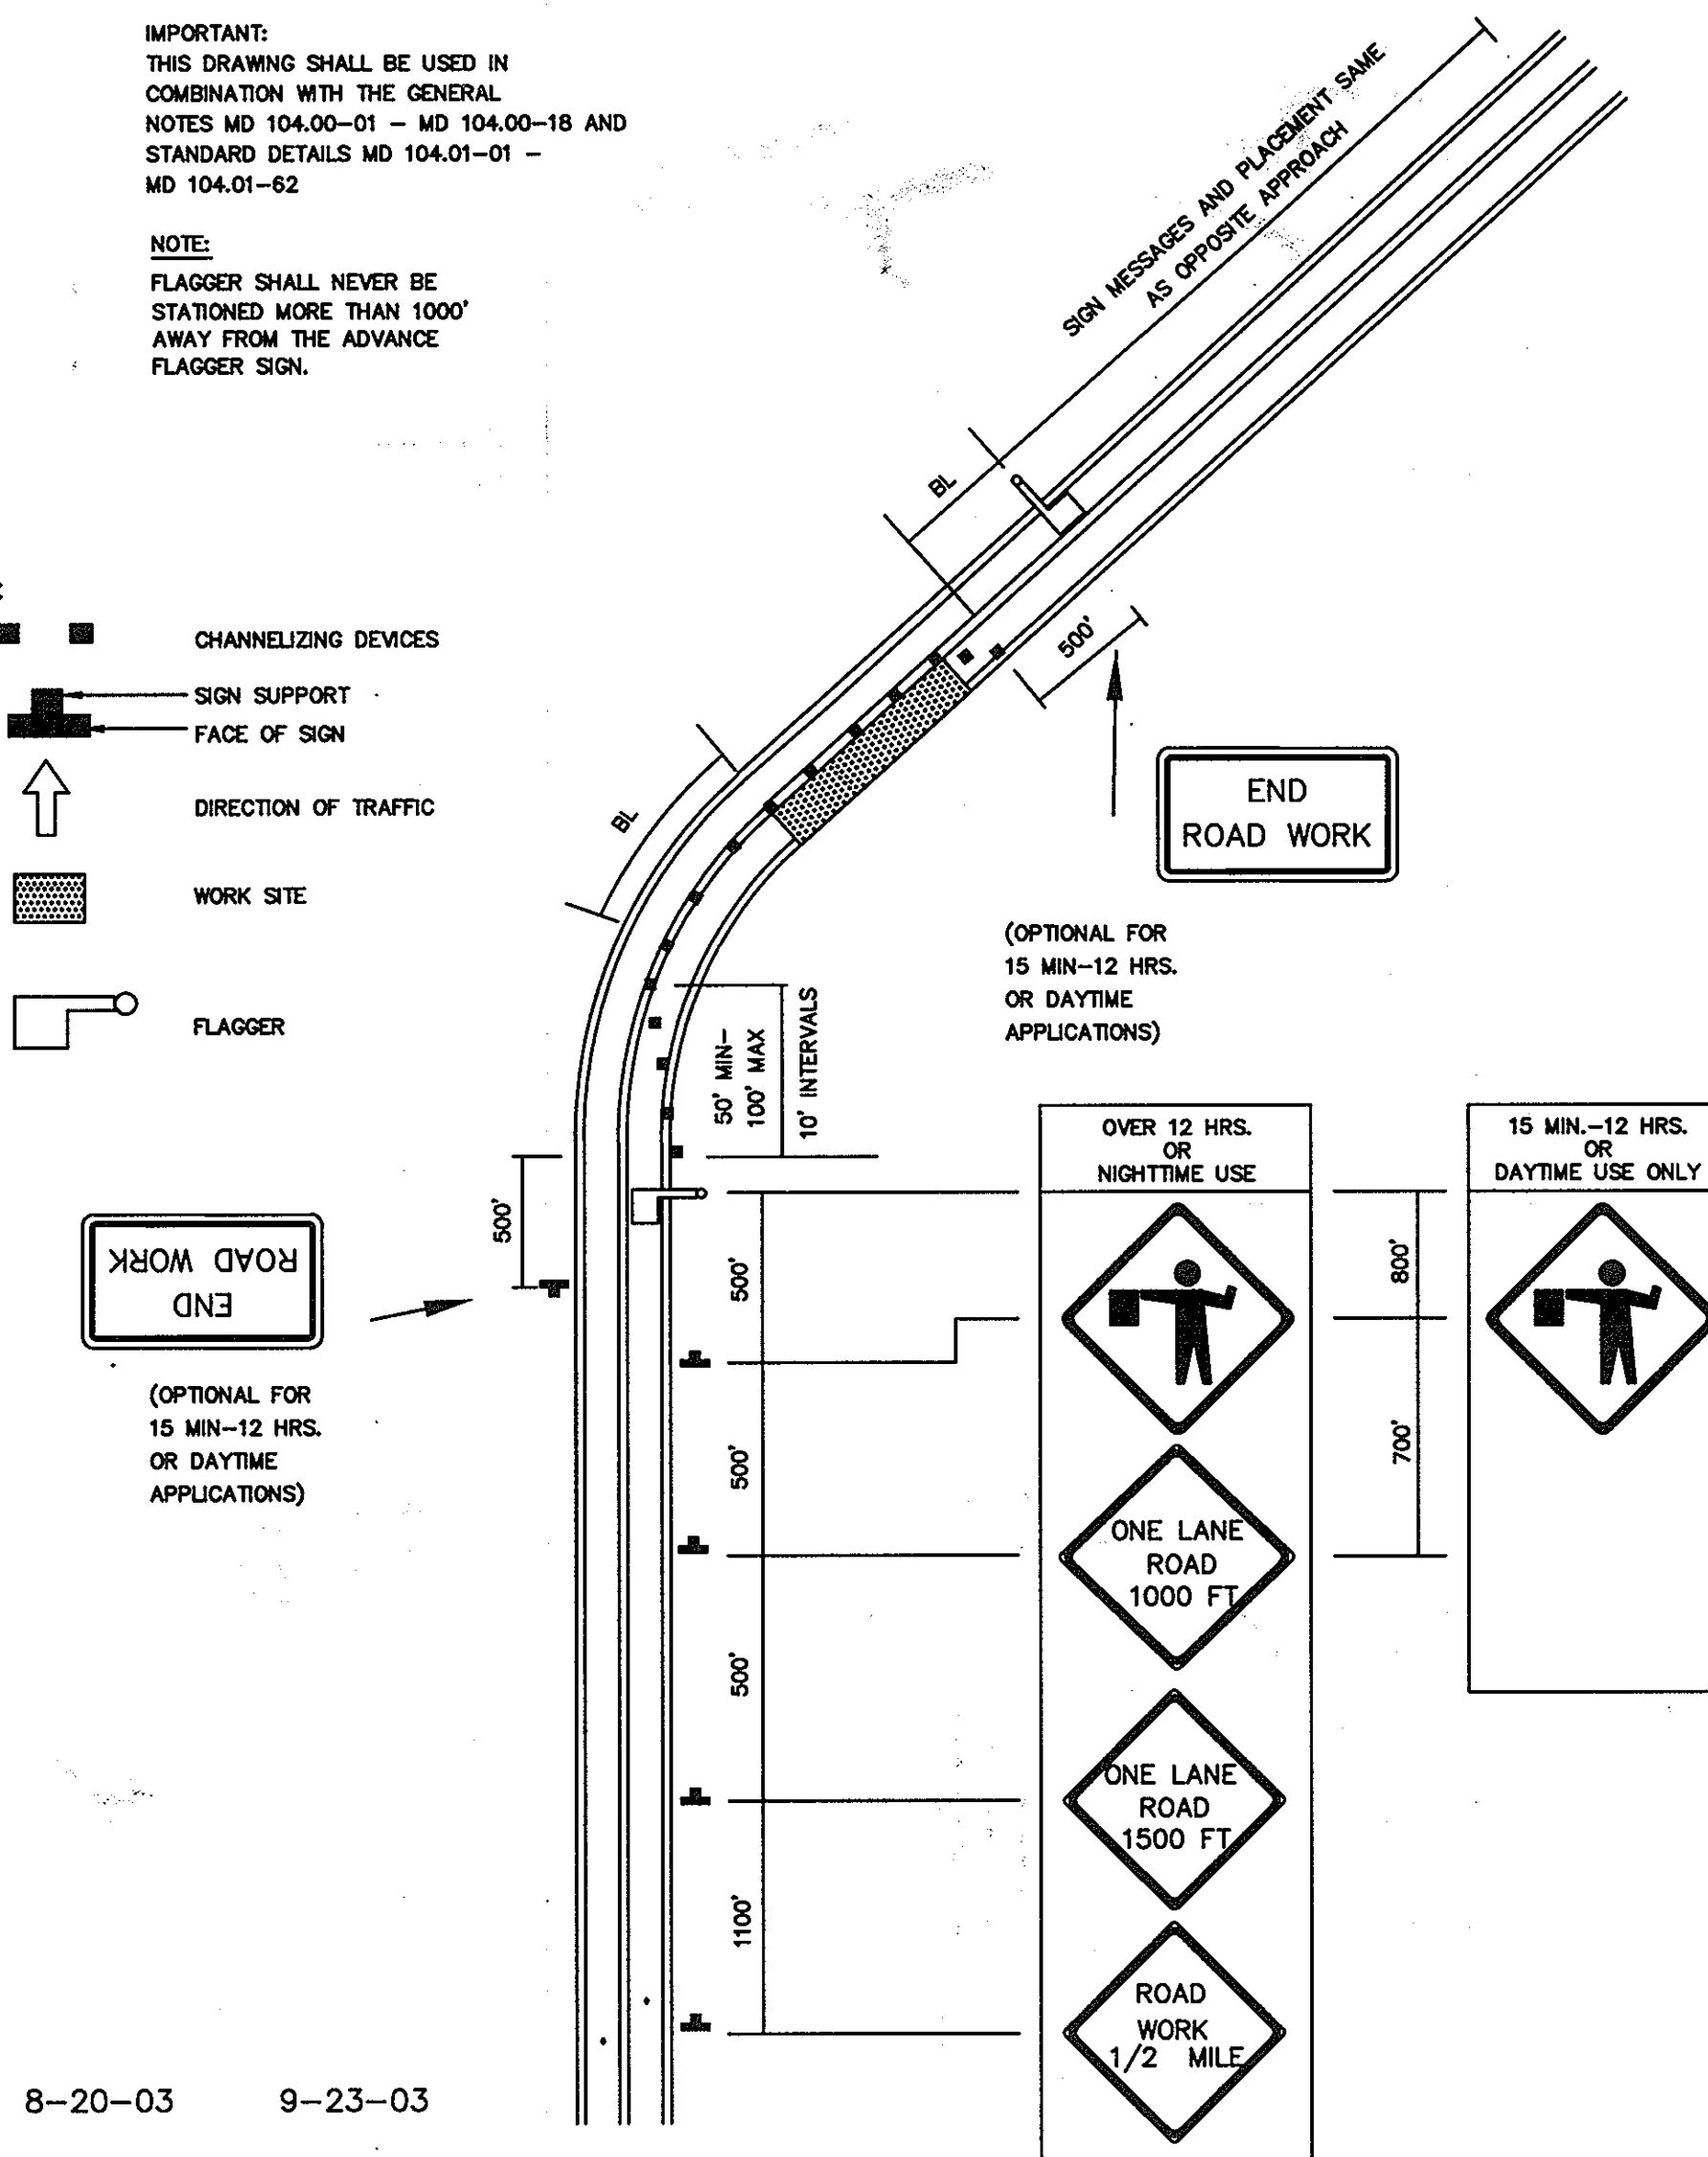 IMPORTANT:
THIS DRAWING SHALL BE USED IN
COMBINATION WITH THE GENERAL
NOTES MD 104.00-01 - MD 104.00-18 AND
STANDARD DETAILS MD 104.01-01 -
MD 104.01-62
NOTE:
FLAGGER SHALL NEVER BE
STATIONED MORE THAN 1000'
AWAY FROM THE ADVANCE
FLAGGER SIGN.
SIGN MESSAGES AND PLACEMENT SAME
AS OPPOSITE APPROACH
BL
500'
CHANNELIZING DEVICES
SIGN SUPPORT
FACE OF SIGN
DIRECTION OF TRAFFIC
WORK SITE
FLAGGER
BL
END
ROAD WORK
(OPTIONAL FOR
15 MIN-12 HRS.
OR DAYTIME
APPLICATIONS)
50' MIN-
100' MAX
10' INTERVALS
500'
END
ROAD WORK
(OPTIONAL FOR
15 MIN-12 HRS.
OR DAYTIME
APPLICATIONS)
500'
500'
500'
1100'
OVER 12 HRS.
OR
NIGHTTIME USE
ONE LANE
ROAD
1000 FT
ONE LANE
ROAD
1500 FT
ROAD
WORK
1/2 MILE
800'
700'
15 MIN.-12 HRS.
OR
DAYTIME USE ONLY
8-20-03
9-23-03